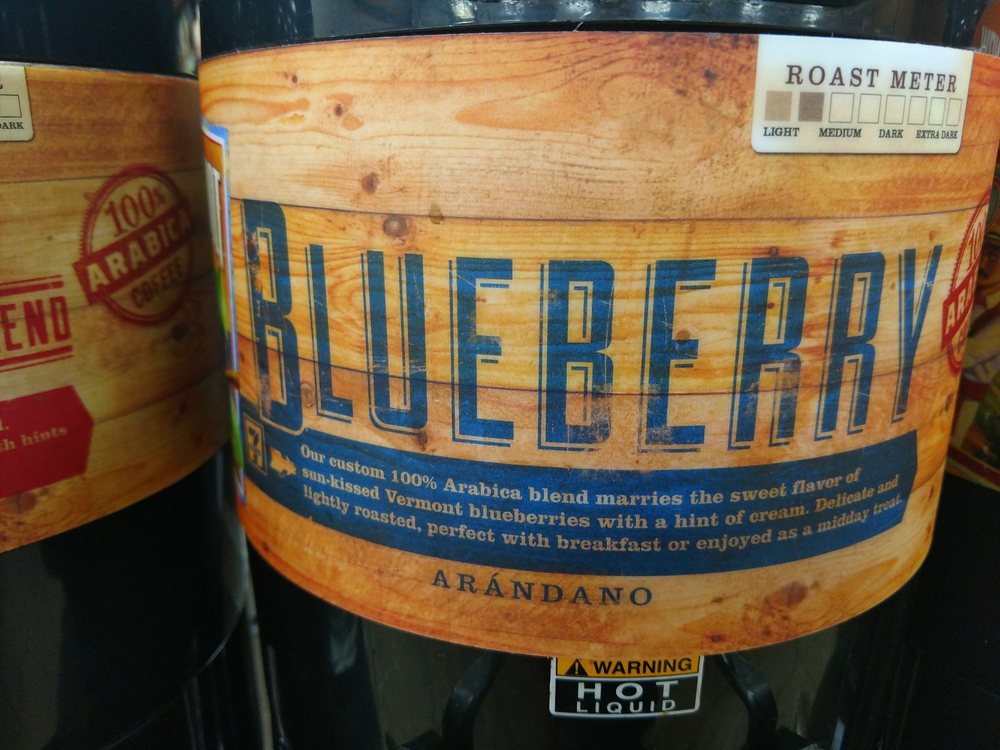 ROAST METER
LIGHT MEDIUM DARK EXTRA DARK
BLUEBERRY
Our custom 100% Arabica blend marries the sweet flavor of
sun-kissed Vermont blueberries with a hint of cream. Delicate and
lightly roasted, perfect with breakfast or enjoyed as a midday treat.
ARÁNDANO
WARNING
HOT
LIQUID
DARK
100%
ARABICA
COFFEE
END
ch hints